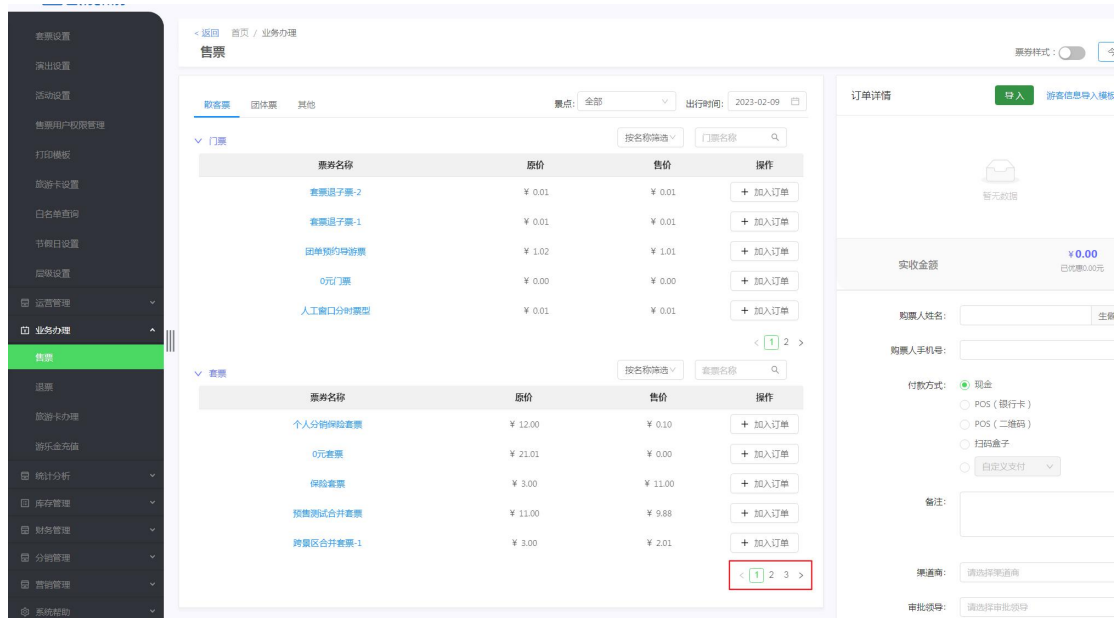 套票设置
演出设置
活动设置
售票用户权限管理
打印模板
旅游卡设置
白名单查询
节假日设置
层级设置
运营管理
业务办理
售票
退票
旅游卡办理
游乐金充值
统计分析
库存管理
财务管理
分销管理
营销管理
系统帮助
< 返回 首页 / 业务办理
售票
票券样式:
散客票 团体票 其他 景点: 全部 出行时间: 2023-02-09
门票 按名称筛选 门票名称
票券名称 原价 售价 操作
套票退子票-2 ¥ 0.01 ¥ 0.01 + 加入订单
套票退子票-1 ¥ 0.01 ¥ 0.01 + 加入订单
团单预约导游票 ¥ 1.02 ¥ 1.01 + 加入订单
0元门票 ¥ 0.00 ¥ 0.00 + 加入订单
人工窗口分时票型 ¥ 0.01 ¥ 0.01 + 加入订单
< 1 2 >
套票 按名称筛选 套票名称
票券名称 原价 售价 操作
个人分销保险套票 ¥ 12.00 ¥ 0.10 + 加入订单
0元套票 ¥ 21.01 ¥ 0.00 + 加入订单
保险套票 ¥ 3.00 ¥ 11.00 + 加入订单
预售测试合并套票 ¥ 11.00 ¥ 9.88 + 加入订单
跨景区合并套票-1 ¥ 3.00 ¥ 2.01 + 加入订单
< 1 2 3 >
订单详情 导入 游客信息导入模板
暂无数据
实收金额 ¥0.00
已优惠0.00元
购票人姓名:
购票人手机号:
付款方式: 现金
POS（银行卡）
POS（二维码）
扫码盒子
自定义支付
备注:
渠道商: 请选择渠道商
审批领导: 请选择审批领导